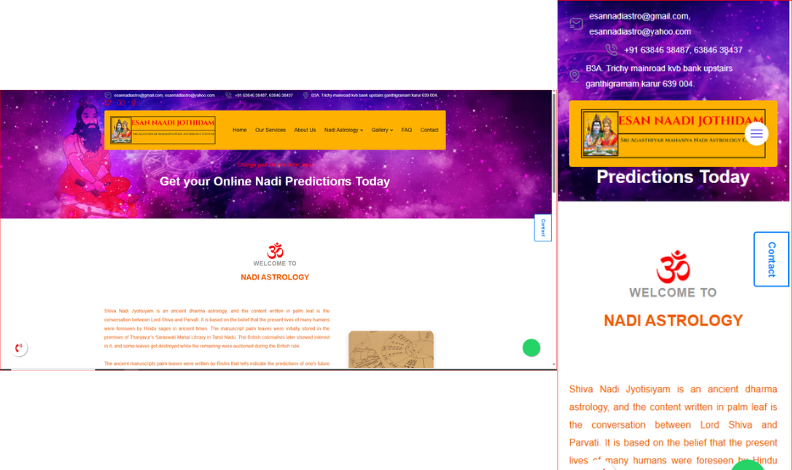 esannadiastro@gmail.com, esannadiastro@yahoo.com
+91 63846 38487, 63846 38437
B3A. Trichy mainroad kvb bank upstairs ganthigramam karur 639 004.
ESAN NAADI JOTHIDAM
Home Our Services About Us Nadi Astrology Gallery FAQ Contact
Get your Online Nadi Predictions Today
Contact
WELCOME TO
NADI ASTROLOGY
Shiva Nadi Jyotisiyam is an ancient dharma astrology, and the content written in palm leaf is the
conversation between Lord Shiva and Parvati. It is based on the belief that the present lives of many humans
were foreseen by Hindu sages in ancient times. The manuscript palm leaves were initially stored in the
premises of Thanjavur's Saraswati Mahal Library in Tamil Nadu. The British colonialists later showed interest
in it, and some leaves got destroyed while the remaining were auctioned during the British rule.
The ancient manuscripts palm leaves were written by Rishis that tells indicate the predictions of one's future
esannadiastro@gmail.com,
esannadiastro@yahoo.com
+91 63846 38487, 63846 38437
B3A. Trichy mainroad kvb bank upstairs
ganthigramam karur 639 004.
ESAN NAADI JOTHIDAM
Sri Agasthiyar Mahasiva Nadi Astrology
Predictions Today
Contact
WELCOME TO
NADI ASTROLOGY
Shiva Nadi Jyotisiyam is an ancient dharma
astrology, and the content written in palm leaf is
the conversation between Lord Shiva and
Parvati. It is based on the belief that the present
lives of many humans were foreseen by Hindu